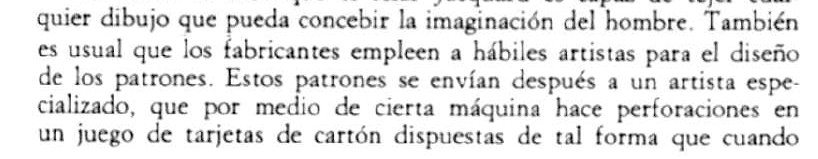 quier dibujo que pueda concebir la imaginación del hombre. También
es usual que los fabricantes empleen a hábiles artistas para el diseño
de los patrones. Estos patrones se envían después a un artista espe-
cializado, que por medio de cierta máquina hace perforaciones en
un juego de tarjetas de cartón dispuestas de tal forma que cuando